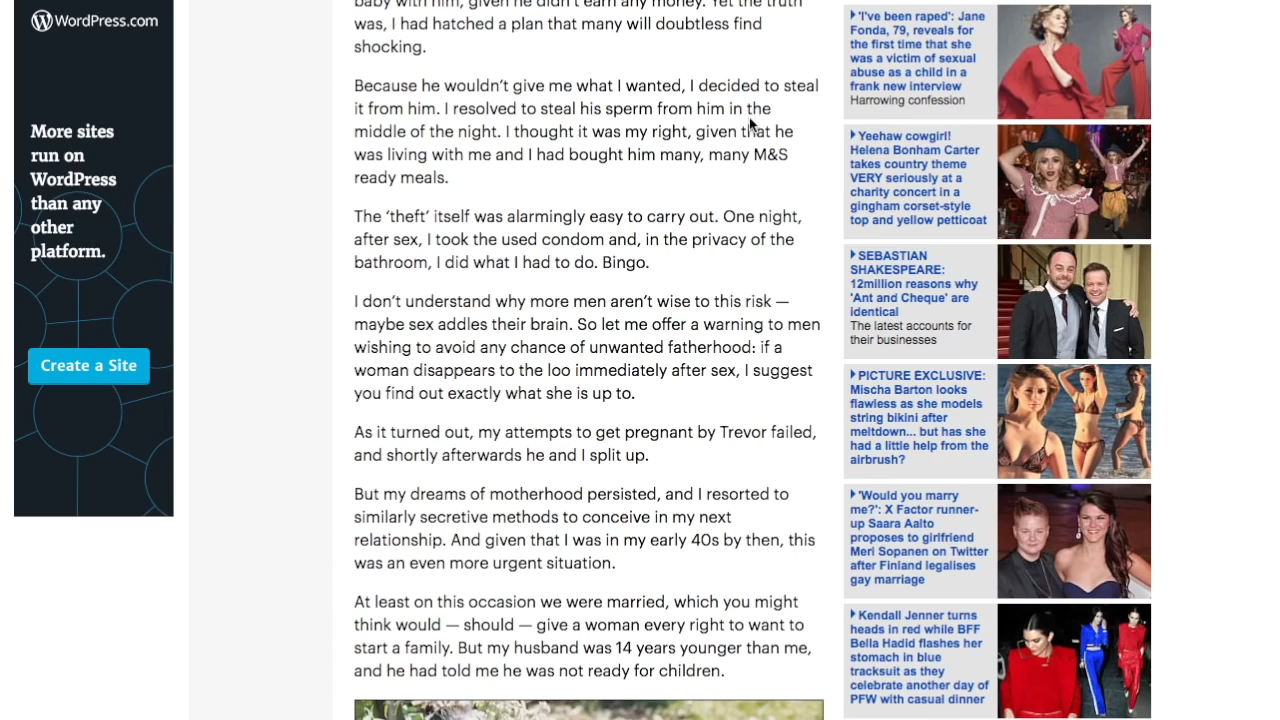 WordPress.com
More sites
run on
WordPress
than any
other
platform.
Create a Site
baby with him, given he didn't earn any money. Yet the truth
was, I had hatched a plan that many will doubtless find
shocking.
Because he wouldn't give me what I wanted, I decided to steal
it from him. I resolved to steal his sperm from him in the
middle of the night. I thought it was my right, given that he
was living with me and I had bought him many, many M&S
ready meals.
The ‘theft’ itself was alarmingly easy to carry out. One night,
after sex, I took the used condom and, in the privacy of the
bathroom, I did what I had to do. Bingo.
I don’t understand why more men aren’t wise to this risk —
maybe sex addles their brain. So let me offer a warning to men
wishing to avoid any chance of unwanted fatherhood: if a
woman disappears to the loo immediately after sex, I suggest
you find out exactly what she is up to.
As it turned out, my attempts to get pregnant by Trevor failed,
and shortly afterwards he and I split up.
But my dreams of motherhood persisted, and I resorted to
similarly secretive methods to conceive in my next
relationship. And given that I was in my early 40s by then, this
was an even more urgent situation.
At least on this occasion we were married, which you might
think would — should — give a woman every right to want to
start a family. But my husband was 14 years younger than me,
and he had told me he was not ready for children.
'I've been raped': Jane
Fonda, 79, reveals for
the first time that she
was a victim of sexual
abuse as a child in a
frank new interview
Harrowing confession
Yeehaw cowgirl!
Helena Bonham Carter
takes country theme
VERY seriously at a
charity concert in a
gingham corset-style
top and yellow petticoat
SEBASTIAN
SHAKESPEARE:
12million reasons why
'Ant and Cheque' are
identical
The latest accounts for
their businesses
PICTURE EXCLUSIVE:
Mischa Barton looks
flawless as she models
string bikini after
meltdown... but has she
had a little help from the
airbrush?
'Would you marry
me?': X Factor runner-
up Saara Aalto
proposes to girlfriend
Meri Sopanen on Twitter
after Finland legalises
gay marriage
Kendall Jenner turns
heads in red while BFF
Bella Hadid flashes her
stomach in blue
tracksuit as they
celebrate another day of
PFW with casual dinner